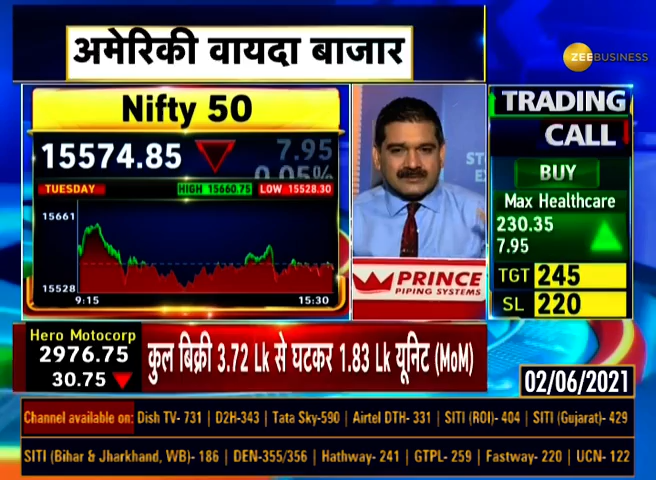 अमेरिकी वायदा बाजार
ZEEBUSINESS
Nifty 50
15574.85
7.95
0.05%
TUESDAY
HIGH 15660.75
LOW 15528.30
15661
15528
9:15
15:30
PRINCE
PIPING SYSTEMS
TRADING
CALL
BUY
Max Healthcare
230.35
7.95
TGT 245
SL 220
Hero Motocorp
2976.75
30.75
कुल बिक्री 3.72 Lk से घटकर 1.83 Lk यूनिट (MoM)
02/06/2021
Channel available on: Dish TV- 731 | D2H-343 | Tata Sky-590 | Airtel DTH- 331 | SITI (ROI)- 404 | SITI (Gujarat)- 429
SITI (Bihar & Jharkhand, WB)- 186 | DEN-355/356 | Hathway- 241 | GTPL- 259 | Fastway- 220 | UCN- 122